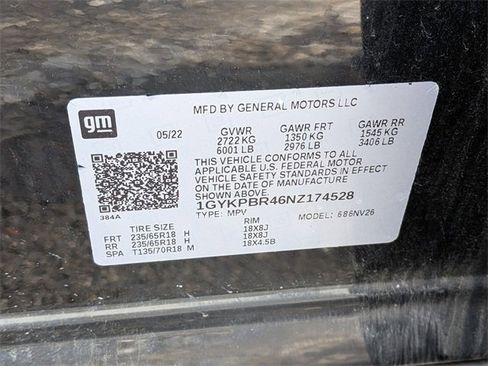 gm
MFD BY GENERAL MOTORS LLC
05/22 GVWR GAWR FRT GAWR RR
2722 KG 1350 KG 1545 KG
6001 LB 2976 LB 3406 LB
THIS VEHICLE CONFORMS TO ALL
APPLICABLE U.S. FEDERAL MOTOR
VEHICLE SAFETY STANDARDS IN EFFECT
ON THE DATE OF MANUFACTURE SHOWN ABOVE.
384A
1GYKPBR46NZ174528
TYPE: MPV MODEL: 686NV26
TIRE SIZE RIM
FRT 235/65R18 H 18X8J
RR 235/65R18 H 18X8J
SPA T135/70R18 M 18X4.5B